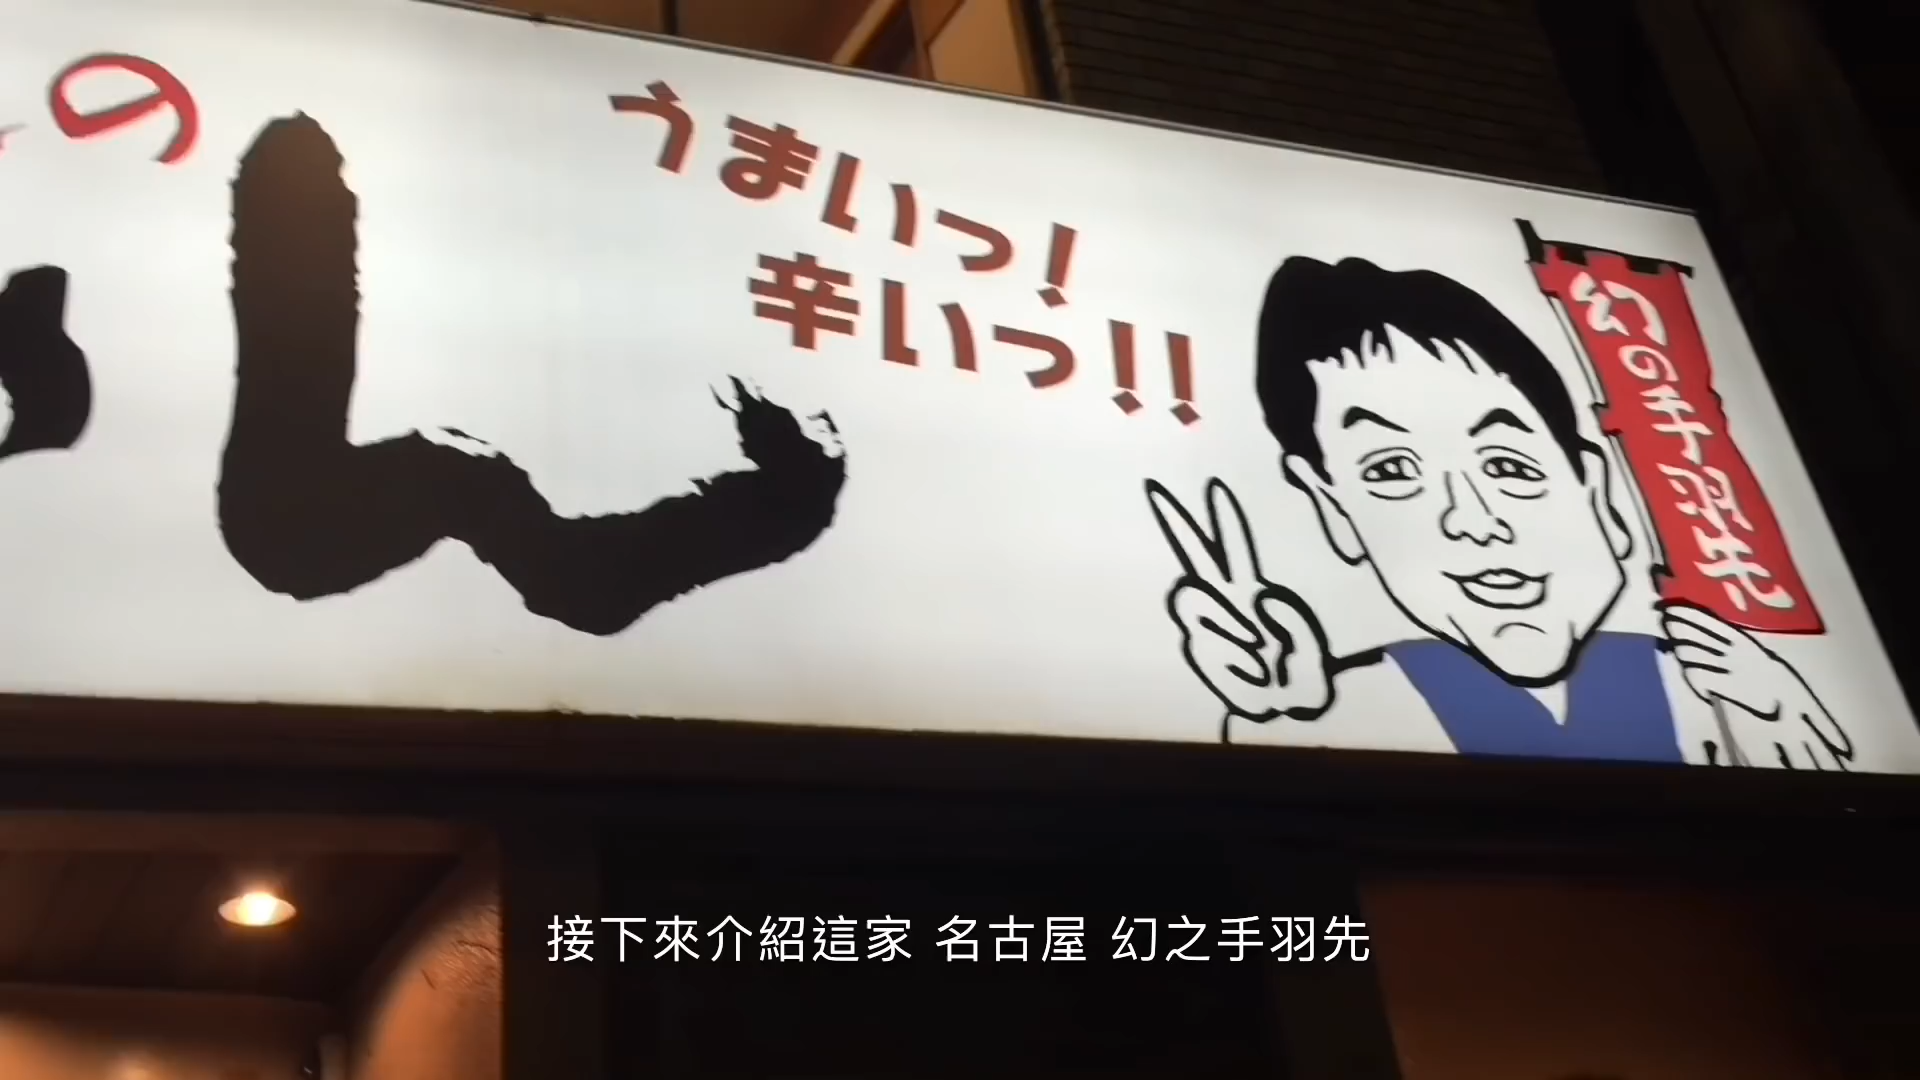 の
ん
うまいっ!
辛いっ!!
幻の手羽先
接下來介紹這家 名古屋 幻之手羽先